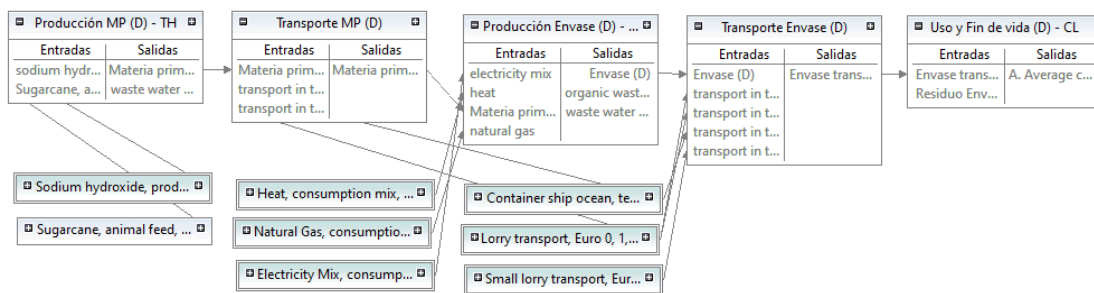 Producción MP (D) - TH
Entradas Salidas
sodium hydr... Materia prim...
Sugarcane, a... waste water ...
Transporte MP (D)
Entradas Salidas
Materia prim... Materia prim...
transport in t...
transport in t...
Producción Envase (D) - ...
Entradas Salidas
electricity mix Envase (D)
heat organic wast...
Materia prim... waste water ...
natural gas
Transporte Envase (D)
Entradas Salidas
Envase (D) Envase trans...
transport in t...
transport in t...
transport in t...
transport in t...
Uso y Fin de vida (D) - CL
Entradas Salidas
Envase trans... A. Average c...
Residuo Env...
Sodium hydroxide, prod...
Sugarcane, animal feed, ...
Heat, consumption mix, ...
Natural Gas, consumptio...
Electricity Mix, consump...
Container ship ocean, te...
Lorry transport, Euro 0, 1,...
Small lorry transport, Eur...